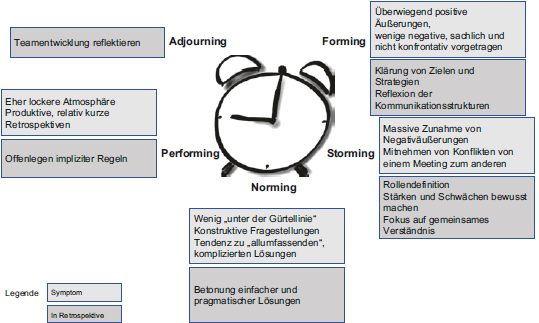 Teamentwicklung reflektieren
Adjourning
Forming
Überwiegend positive
Äußerungen,
wenige negative, sachlich und
nicht konfrontativ vorgetragen
Klärung von Zielen und
Strategien
Reflexion der
Kommunikationsstrukturen
Eher lockere Atmosphäre
Produktive, relativ kurze
Retrospektiven
Offenlegen impliziter Regeln
Performing
Storming
Massive Zunahme von
Negativäußerungen
Mitnehmen von Konflikten von
einem Meeting zum anderen
Rollendefinition
Stärken und Schwächen bewusst
machen
Fokus auf gemeinsames
Verständnis
Norming
Wenig „unter der Gürtellinie“
Konstruktive Fragestellungen
Tendenz zu „allumfassenden“,
komplizierten Lösungen
Betonung einfacher und
pragmatischer Lösungen
Legende
Symptom
In Retrospektive